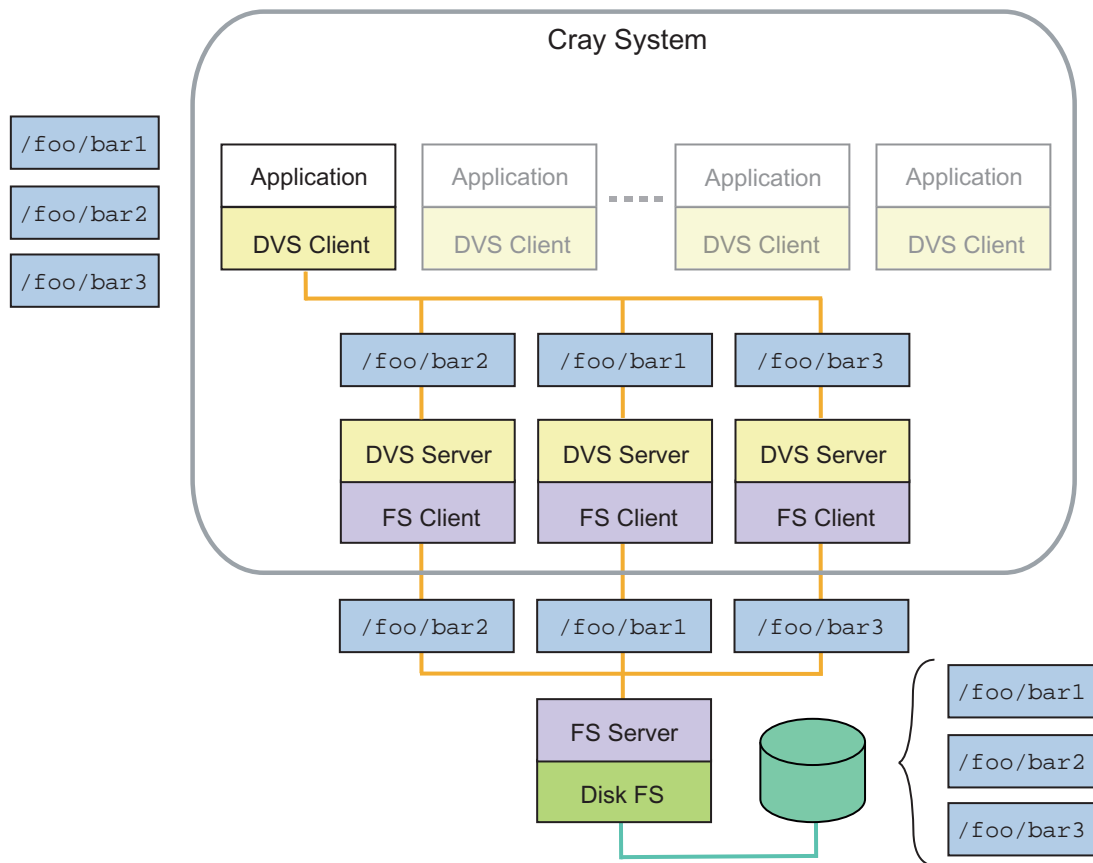 Cray System
/foo/bar1
/foo/bar2
/foo/bar3
Application
DVS Client
Application
DVS Client
Application
DVS Client
Application
DVS Client
/foo/bar2
/foo/bar1
/foo/bar3
DVS Server
FS Client
DVS Server
FS Client
DVS Server
FS Client
/foo/bar2
/foo/bar1
/foo/bar3
FS Server
Disk FS
/foo/bar1
/foo/bar2
/foo/bar3